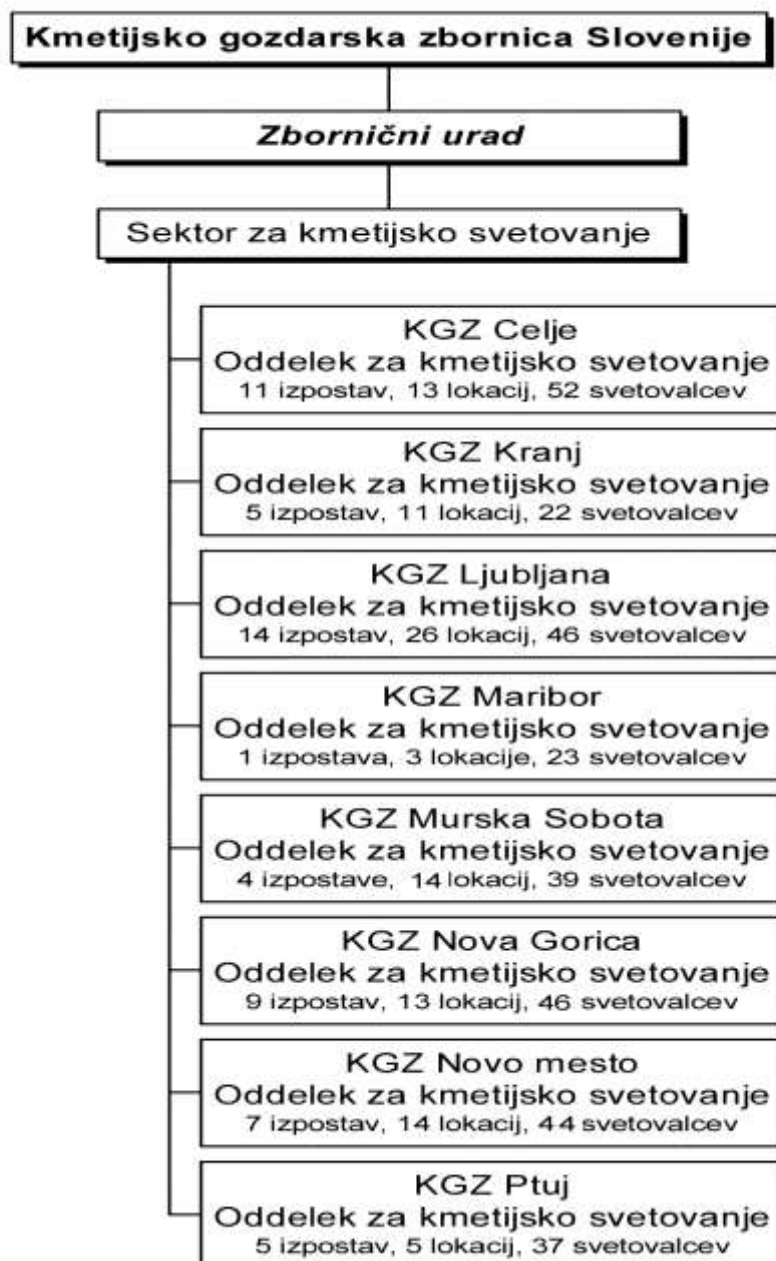 Kmetijsko gozdarska zbornica Slovenije
Zbornični urad
Sektor za kmetijsko svetovanje
KGZ Celje
Oddelek za kmetijsko svetovanje
11 izpostav, 13 lokacij, 52 svetovalcev
KGZ Kranj
Oddelek za kmetijsko svetovanje
5 izpostav, 11 lokacij, 22 svetovalcev
KGZ Ljubljana
Oddelek za kmetijsko svetovanje
14 izpostav, 26 lokacij, 46 svetovalcev
KGZ Maribor
Oddelek za kmetijsko svetovanje
1 izpostava, 3 lokacije, 23 svetovalcev
KGZ Murska Sobota
Oddelek za kmetijsko svetovanje
4 izpostave, 14 lokacij, 39 svetovalcev
KGZ Nova Gorica
Oddelek za kmetijsko svetovanje
9 izpostav, 13 lokacij, 46 svetovalcev
KGZ Novo mesto
Oddelek za kmetijsko svetovanje
7 izpostav, 14 lokacij, 44 svetovalcev
KGZ Ptuj
Oddelek za kmetijsko svetovanje
5 izpostav, 5 lokacij, 37 svetovalcev